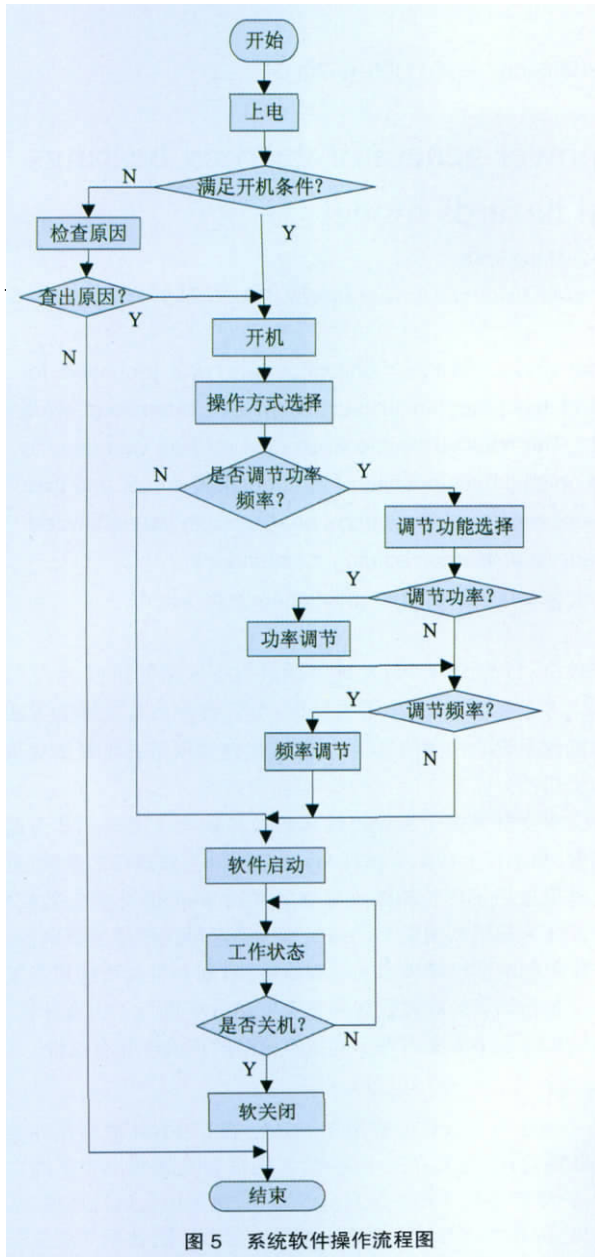 开始
上电
满足开机条件？
N
Y
检查原因
查出原因？
Y
N
开机
操作方式选择
是否调节功率
频率？
N
Y
调节功能选择
调节功率？
Y
N
功率调节
调节频率？
Y
N
频率调节
软件启动
工作状态
是否关机？
N
Y
软关闭
结束
图 5 系统软件操作流程图